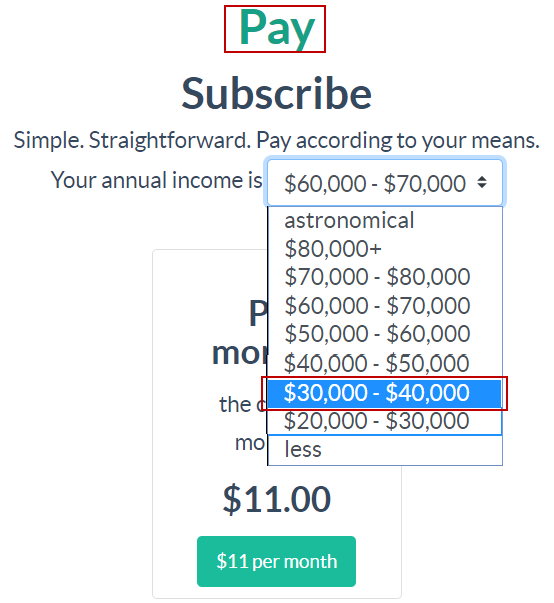 Pay
Subscribe
Simple. Straightforward. Pay according to your means.
Your annual income is $60,000 - $70,000
astronomical
$80,000+
$70,000 - $80,000
$60,000 - $70,000
$50,000 - $60,000
$40,000 - $50,000
$30,000 - $40,000
$20,000 - $30,000
less
the
$11.00
$11 per month